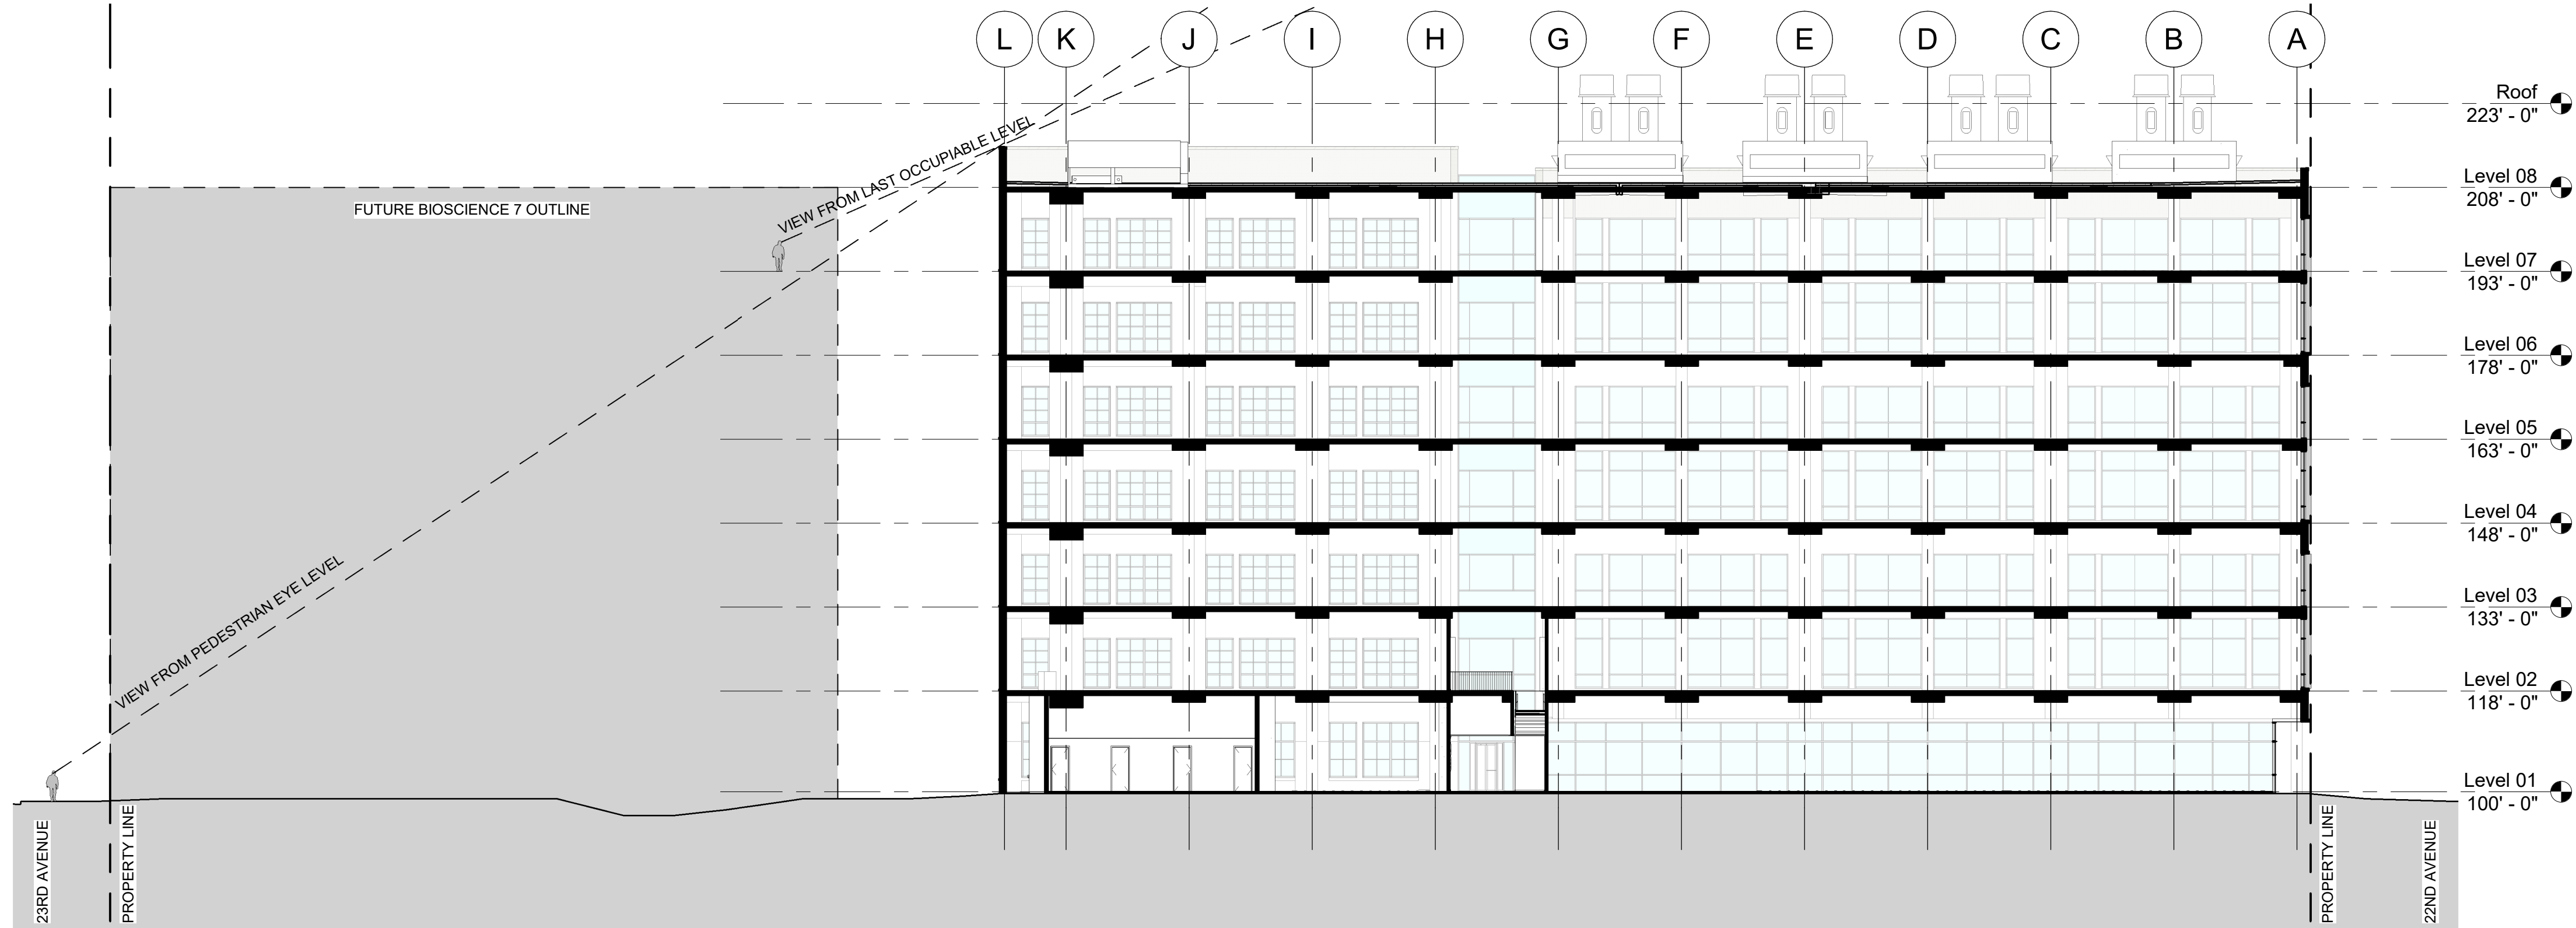 L K J I H G F E D C B A
Roof
223' - 0"
VIEW FROM LAST OCCUPIABLE LEVEL
Level 08
208' - 0"
FUTURE BIOSCIENCE 7 OUTLINE
Level 07
193' - 0"
Level 06
178' - 0"
Level 05
163' - 0"
Level 04
148' - 0"
VIEW FROM PEDESTRIAN EYE LEVEL
Level 03
133' - 0"
Level 02
118' - 0"
Level 01
100' - 0"
23RD AVENUE
PROPERTY LINE
PROPERTY LINE
22ND AVENUE